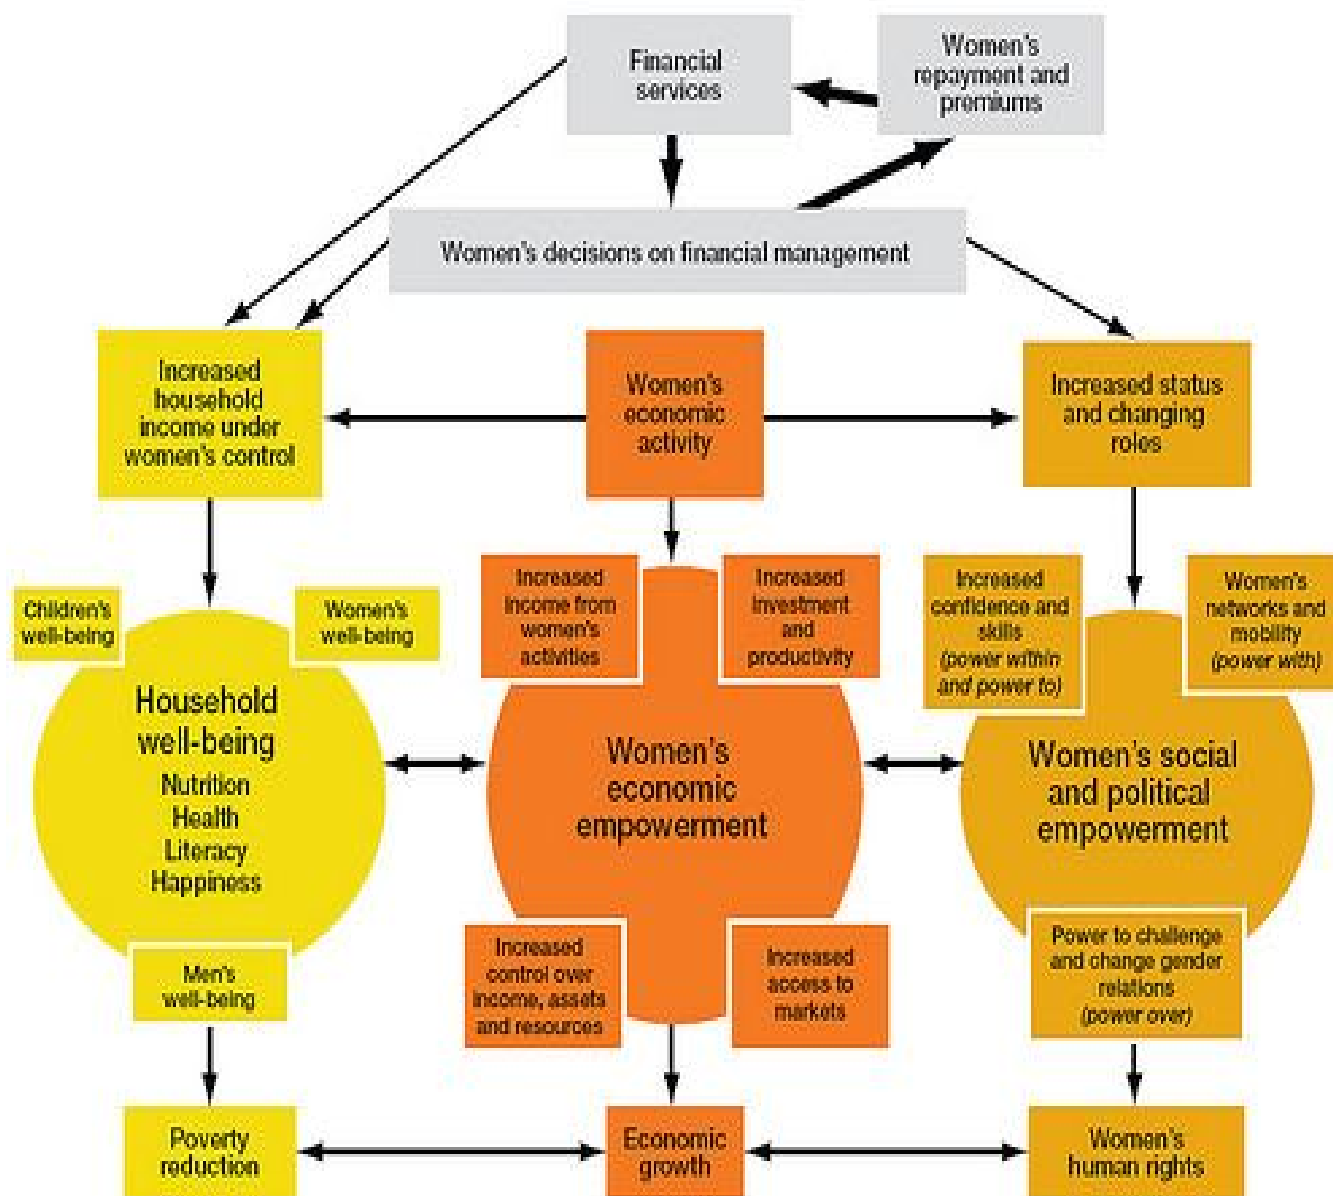 Financial
services
Women's
repayment and
premiums
Women's decisions on financial management
Increased
household
income under
women's control
Women's
economic
activity
Increased status
and changing
roles
Children's
well-being
Women's
well-being
Household
well-being
Nutrition
Health
Literacy
Happiness
Men's
well-being
Increased
income from
women's
activities
Increased
investment
and
productivity
Women's
economic
empowerment
Increased
control over
income, assets
and resources
Increased
access to
markets
Increased
confidence and
skills
(power within
and power to)
Women's
networks and
mobility
(power with)
Women's social
and political
empowerment
Power to challenge
and change gender
relations
(power over)
Poverty
reduction
Economic
growth
Women's
human rights